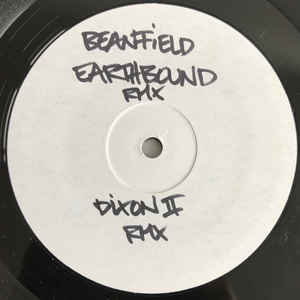 BEANFIELD
EARTHBOUND
RMX
DIXON II
RMX